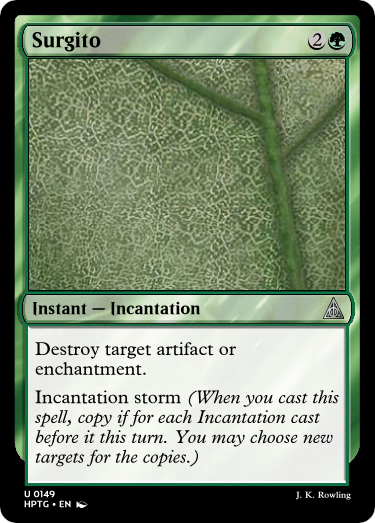 Surgito 2
Instant — Incantation
Destroy target artifact or
enchantment.
Incantation storm (When you cast this
spell, copy if for each Incantation cast
before it this turn. You may choose new
targets for the copies.)
U 0149
HPTG • EN
J. K. Rowling